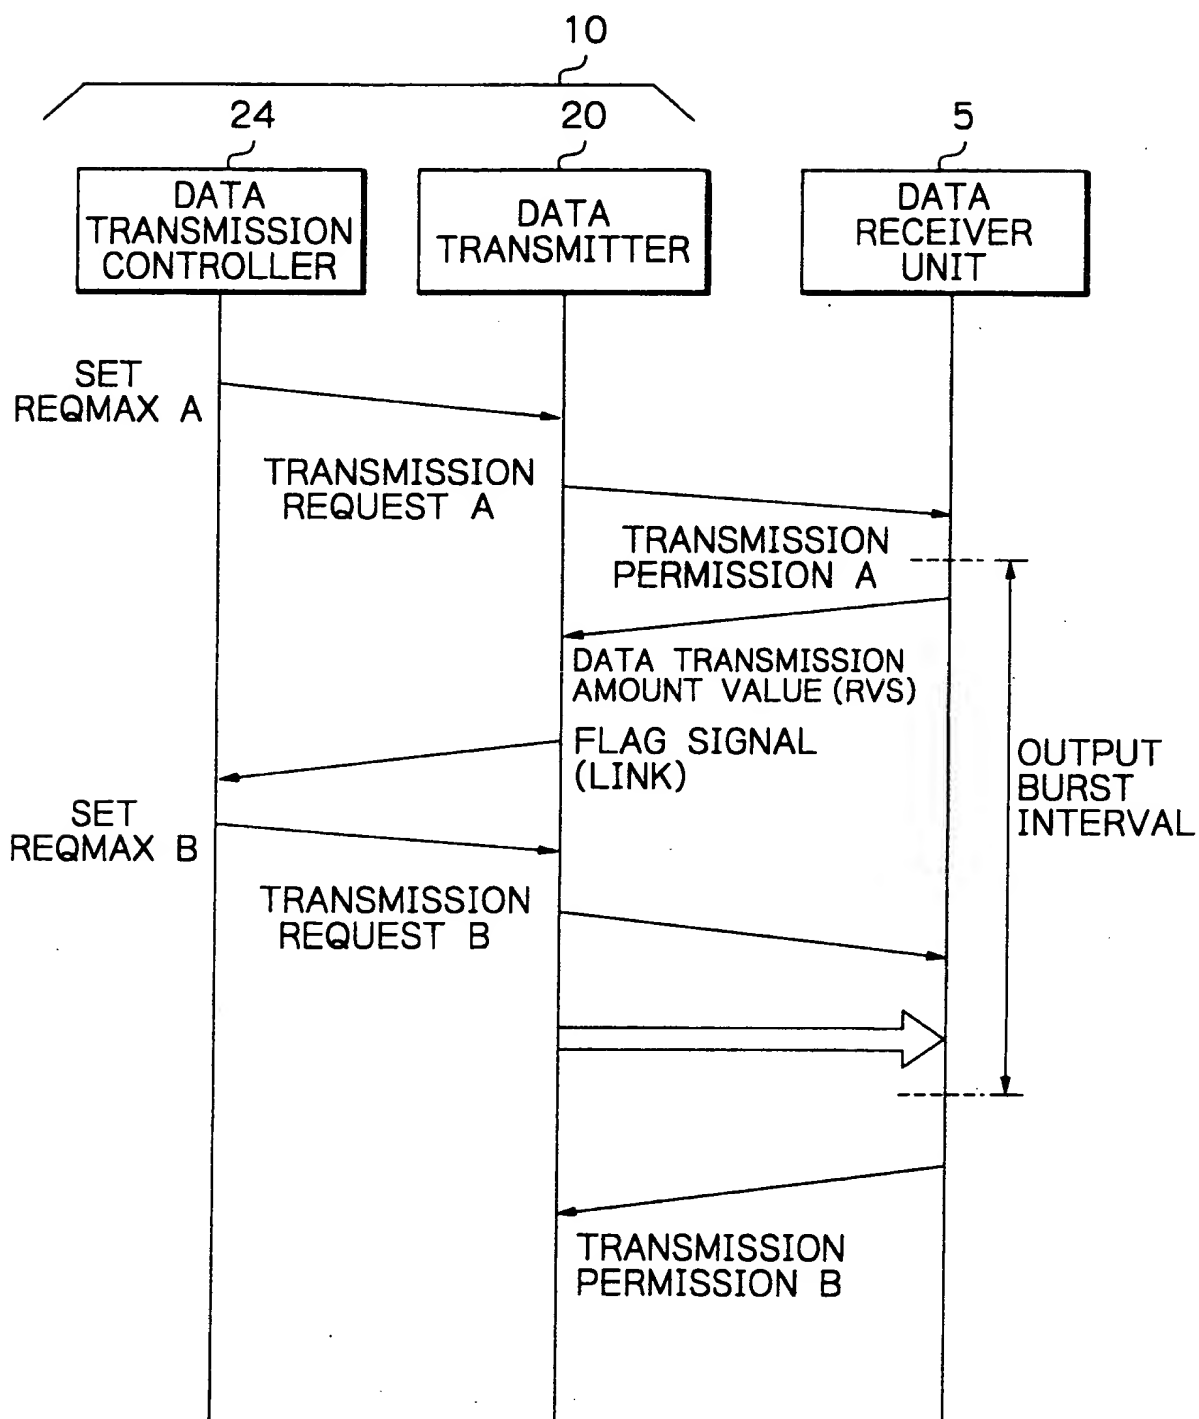 10
24
20
5
DATA
TRANSMISSION
CONTROLLER
DATA
TRANSMITTER
DATA
RECEIVER
UNIT
SET
REQMAX A
TRANSMISSION
REQUEST A
TRANSMISSION
PERMISSION A
DATA TRANSMISSION
AMOUNT VALUE (RVS)
FLAG SIGNAL
(LINK)
OUTPUT
BURST
INTERVAL
SET
REQMAX B
TRANSMISSION
REQUEST B
TRANSMISSION
PERMISSION B